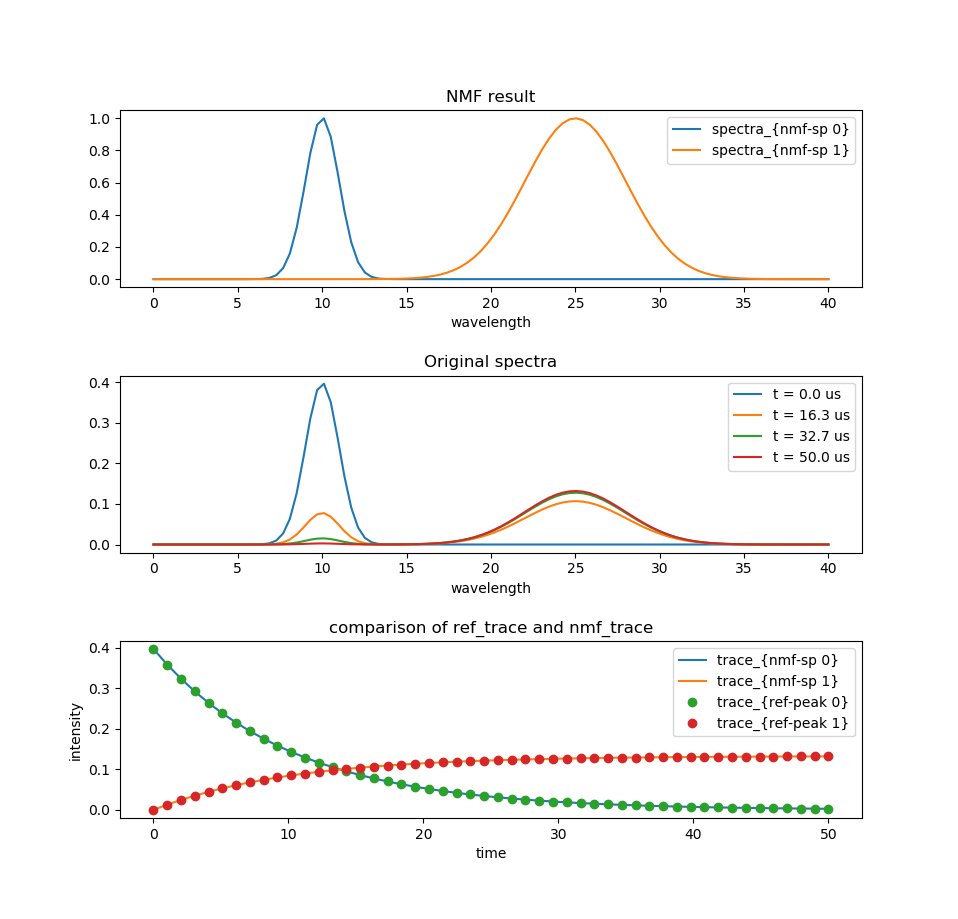 NMF result
1.0
0.8
0.6
0.4
0.2
0.0
spectra_{nmf-sp 0}
spectra_{nmf-sp 1}
0 5 10 15 20 25 30 35 40
wavelength
Original spectra
0.4
0.3
0.2
0.1
0.0
t = 0.0 us
t = 16.3 us
t = 32.7 us
t = 50.0 us
0 5 10 15 20 25 30 35 40
wavelength
comparison of ref_trace and nmf_trace
intensity
0.4
0.3
0.2
0.1
0.0
trace_{nmf-sp 0}
trace_{nmf-sp 1}
trace_{ref-peak 0}
trace_{ref-peak 1}
0 10 20 30 40 50
time